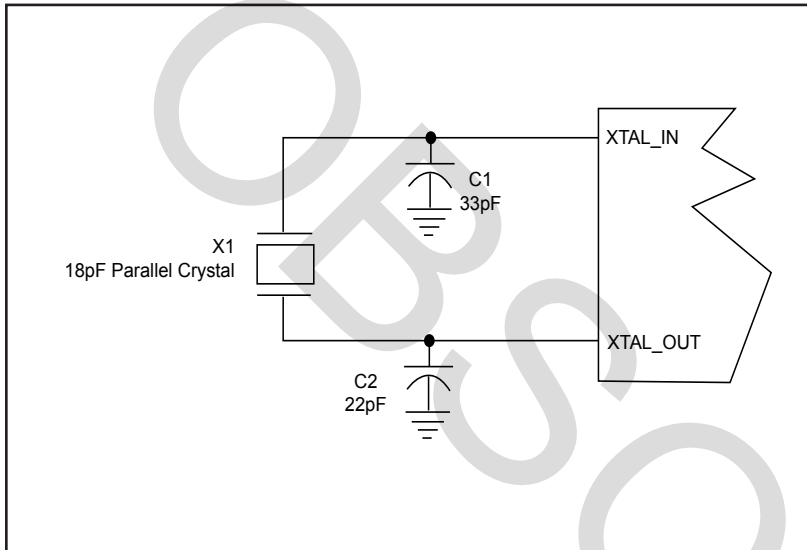 XTAL_IN
C1
33pF
X1
18pF Parallel Crystal
XTAL_OUT
C2
22pF
OBSO